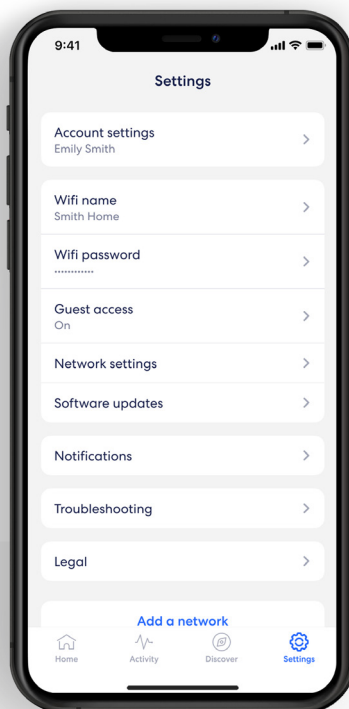 9:41
Settings
Account settings
Emily Smith
Wifi name
Smith Home
Wifi password
••••••••••••
Guest access
On
Network settings
Software updates
Notifications
Troubleshooting
Legal
Add a network
Home Activity Discover Settings